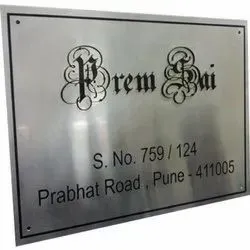 Prem Sai
S. No. 759 / 124
Prabhat Road , Pune - 411005